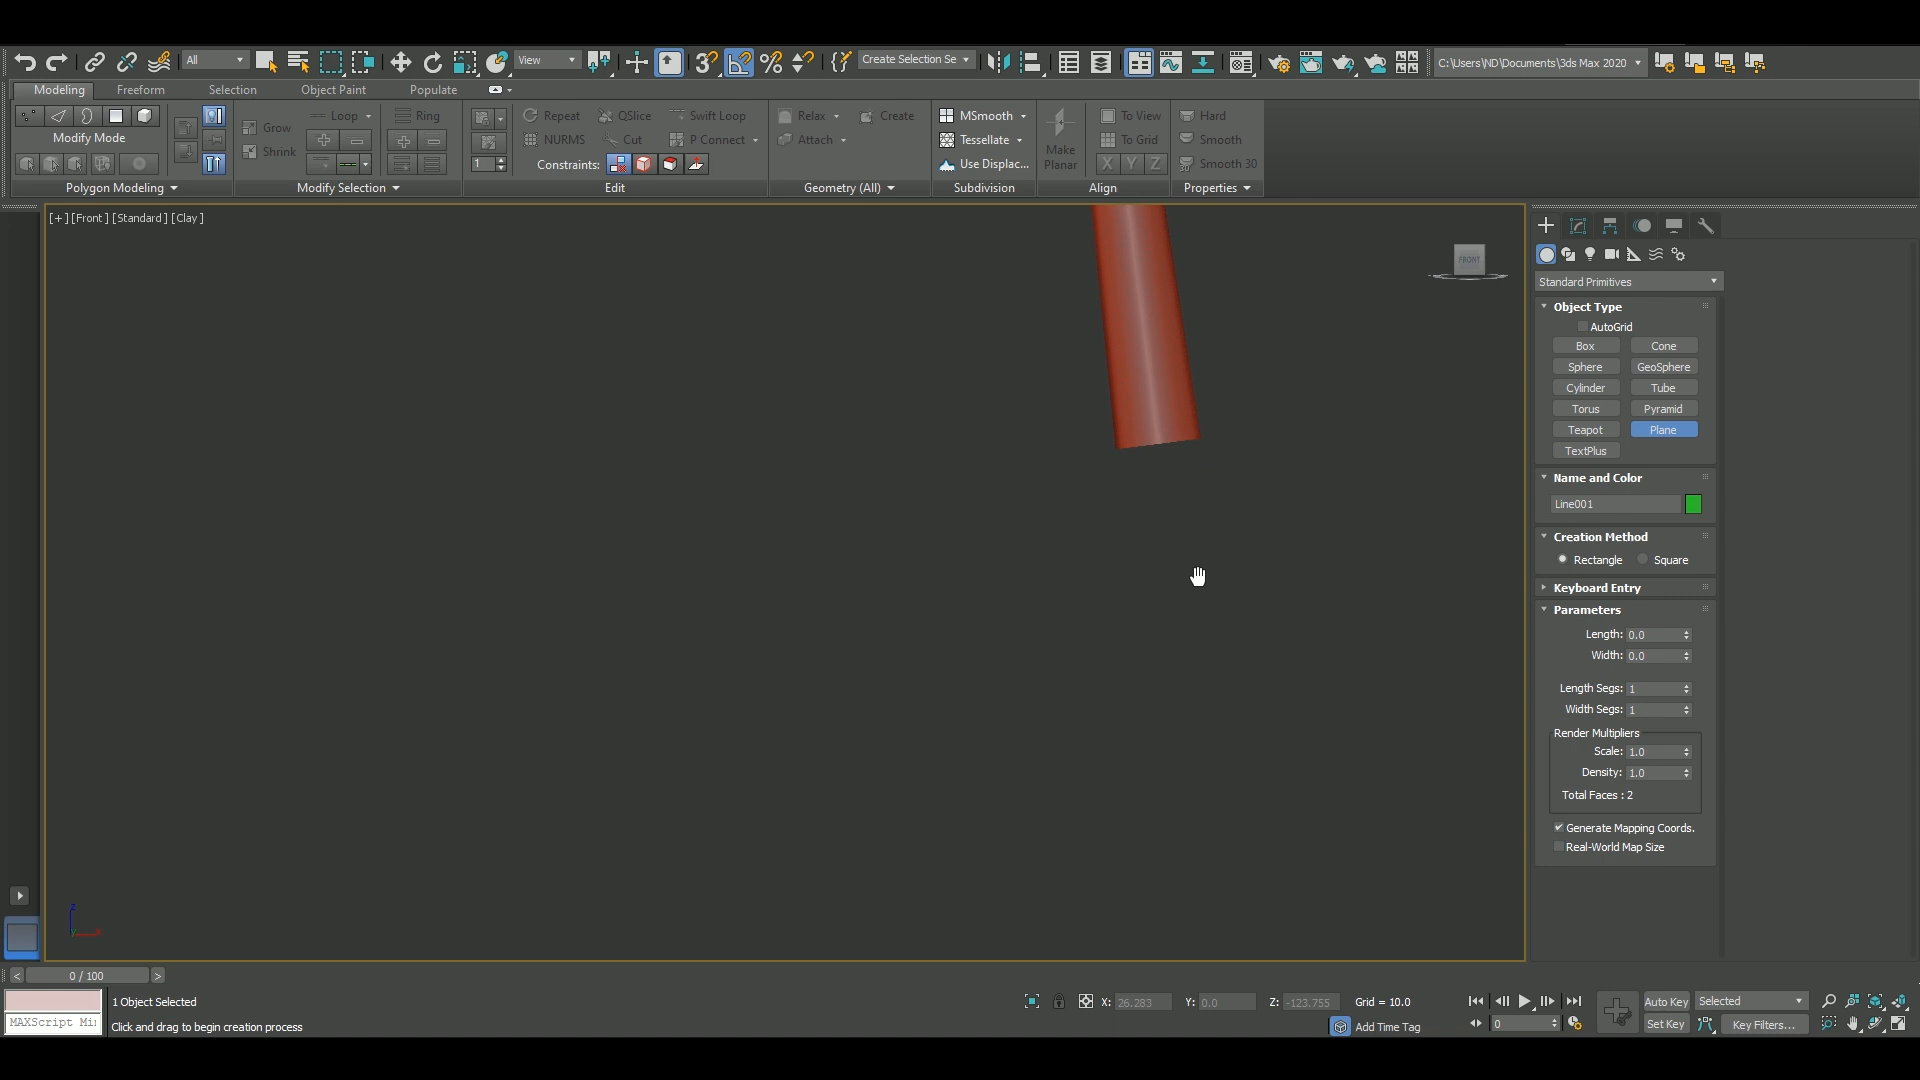 All
View
Create Selection Se
C:\Users\ND\Documents\3ds Max 2020
Modeling
Freeform
Selection
Object Paint
Populate
Modify Mode
Polygon Modeling
Grow
Shrink
Loop
Ring
Modify Selection
1
Repeat
QSlice
Swift Loop
NURMS
Cut
P Connect
Constraints:
Edit
Relax
Create
Attach
Geometry (All)
MSmooth
Tessellate
Use Displac...
Subdivision
Make
Planar
To View
To Grid
X Y Z
Align
Hard
Smooth
Smooth 30
Properties
[+] [Front] [Standard] [Clay]
FRONT
z
y
x
Standard Primitives
Object Type
AutoGrid
Box
Cone
Sphere
GeoSphere
Cylinder
Tube
Torus
Pyramid
Teapot
Plane
TextPlus
Name and Color
Line001
Creation Method
Rectangle
Square
Keyboard Entry
Parameters
Length: 0.0
Width: 0.0
Length Segs: 1
Width Segs: 1
Render Multipliers
Scale: 1.0
Density: 1.0
Total Faces : 2
Generate Mapping Coords.
Real-World Map Size
< 0 / 100 >
MAXScript Mi
1 Object Selected
Click and drag to begin creation process
X: 26.283
Y: 0.0
Z: -123.755
Grid = 10.0
Add Time Tag
0
Auto Key
Selected
Set Key
Key Filters...